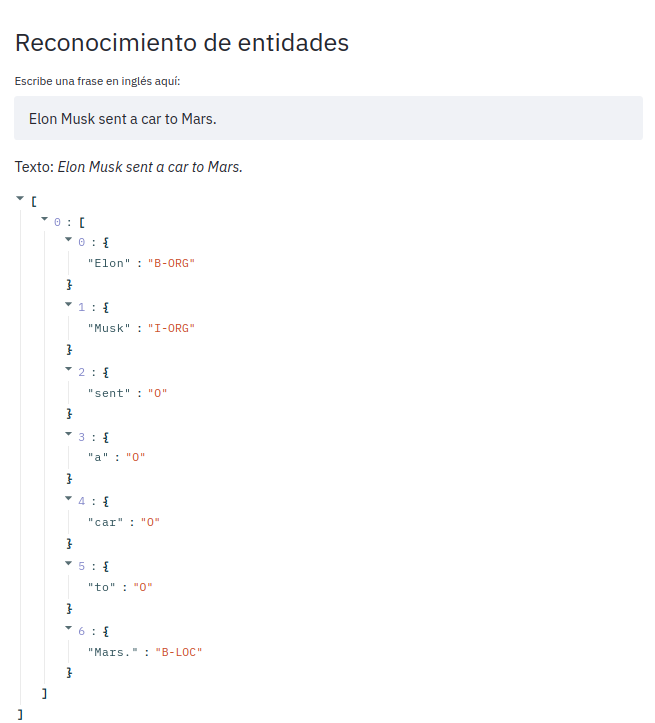 Reconocimiento de entidades
Escribe una frase en inglés aquí:
Elon Musk sent a car to Mars.
Texto: Elon Musk sent a car to Mars.
[
0 : [
0 : {
"Elon" : "B-ORG"
}
1 : {
"Musk" : "I-ORG"
}
2 : {
"sent" : "O"
}
3 : {
"a" : "O"
}
4 : {
"car" : "O"
}
5 : {
"to" : "O"
}
6 : {
"Mars." : "B-LOC"
}
]
]